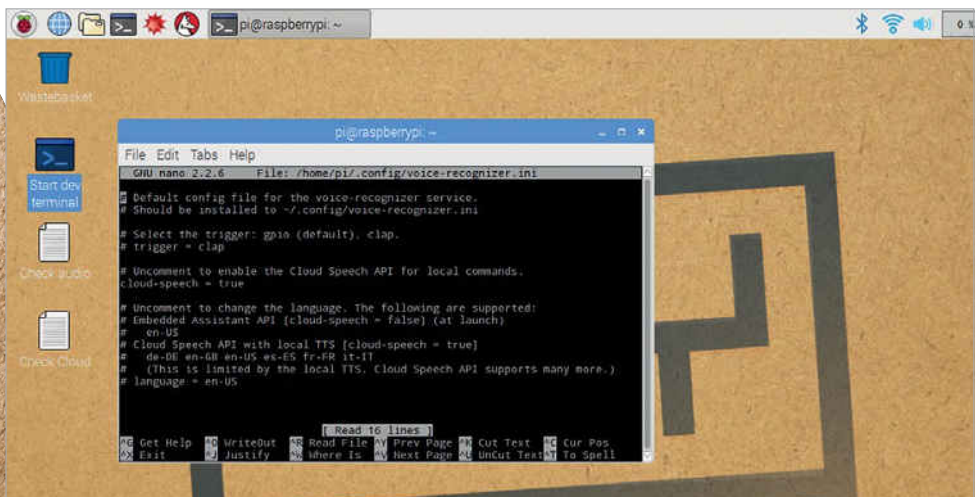 pi@raspberrypi: ~
0 %
Wastebasket
Start dev
terminal
Check audio
Check Cloud
pi@raspberrypi: ~
File Edit Tabs Help
GNU nano 2.2.6 File: /home/pi/.config/voice-recognizer.ini
# Default config file for the voice-recognizer service.
# Should be installed to ~/.config/voice-recognizer.ini
# Select the trigger: gpio (default), clap.
# trigger = clap
# Uncomment to enable the Cloud Speech API for local commands.
cloud-speech = true
# Uncomment to change the language. The following are supported:
# Embedded Assistant API [cloud-speech = false] (at launch)
# en-US
# Cloud Speech API with local TTS [cloud-speech = true]
# de-DE en-GB en-US es-ES fr-FR it-IT
# (This is limited by the local TTS. Cloud Speech API supports many more.)
# language = en-US
[ Read 16 lines ]
^G Get Help ^O WriteOut ^R Read File ^Y Prev Page ^K Cut Text ^C Cur Pos
^X Exit ^J Justify ^W Where Is ^V Next Page ^U UnCut Text ^T To Spell